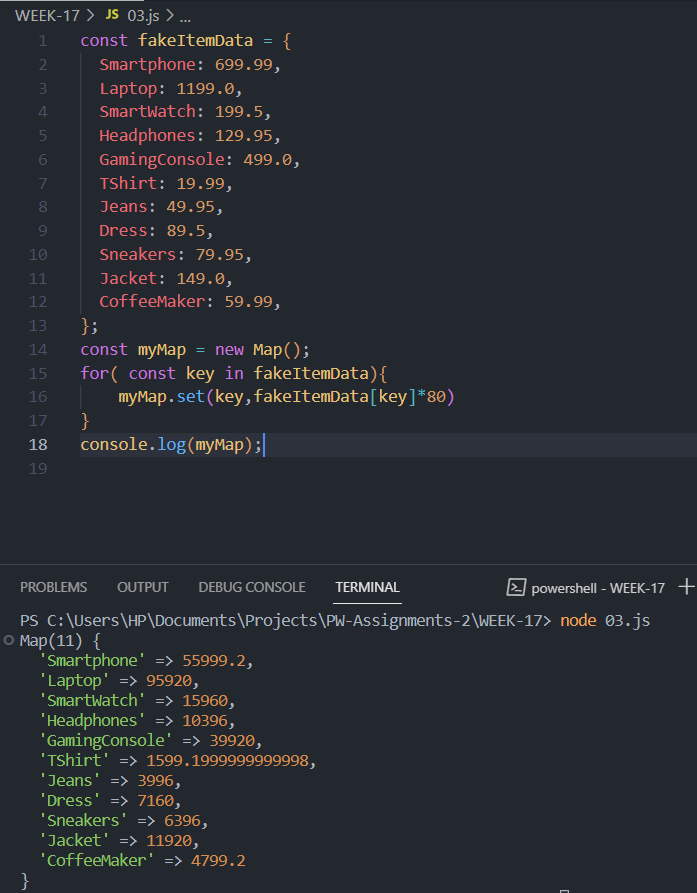 WEEK-17 > JS 03.js > ...
1 const fakeItemData = {
2 Smartphone: 699.99,
3 Laptop: 1199.0,
4 SmartWatch: 199.5,
5 Headphones: 129.95,
6 GamingConsole: 499.0,
7 TShirt: 19.99,
8 Jeans: 49.95,
9 Dress: 89.5,
10 Sneakers: 79.95,
11 Jacket: 149.0,
12 CoffeeMaker: 59.99,
13 };
14 const myMap = new Map();
15 for( const key in fakeItemData){
16 myMap.set(key,fakeItemData[key]*80)
17 }
18 console.log(myMap);
19
PROBLEMS OUTPUT DEBUG CONSOLE TERMINAL powershell - WEEK-17 +
PS C:\Users\HP\Documents\Projects\PW-Assignments-2\WEEK-17> node 03.js
Map(11) {
'Smartphone' => 55999.2,
'Laptop' => 95920,
'SmartWatch' => 15960,
'Headphones' => 10396,
'GamingConsole' => 39920,
'TShirt' => 1599.1999999999998,
'Jeans' => 3996,
'Dress' => 7160,
'Sneakers' => 6396,
'Jacket' => 11920,
'CoffeeMaker' => 4799.2
}